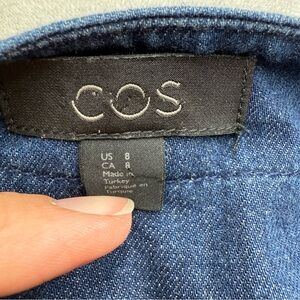 COS
US 8
CA 8
Made in
Turkey
Fabriqué en
Turquie